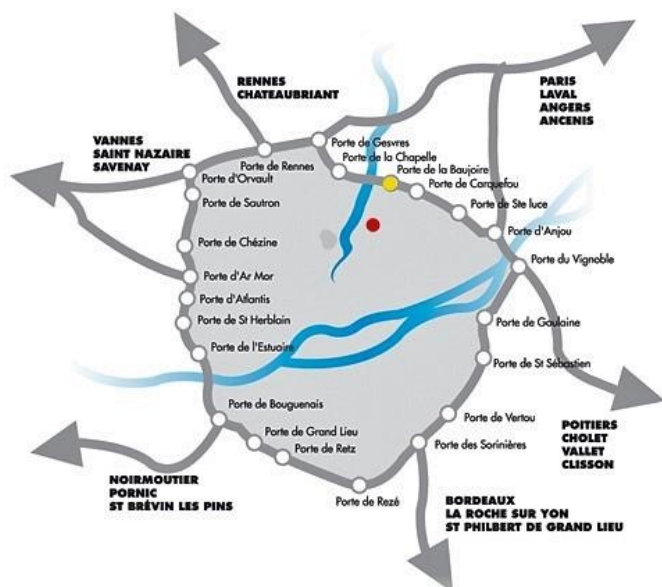 RENNES
CHATEAUBRIANT
PARIS
LAVAL
ANGERS
ANCENIS
VANNES
SAINT NAZAIRE
SAVENAY
Porte de Gesvres
Porte de Rennes
Porte de la Chapelle
Porte de la Baujoire
Porte d'Orvault
Porte de Carquefou
Porte de Sautron
Porte de Ste luce
Porte d'Anjou
Porte de Chézine
Porte du Vignoble
Porte d'Ar Mor
Porte d'Atlantis
Porte de St Herblain
Porte de Goulaine
Porte de l'Estuaire
Porte de St Sébastien
Porte de Bouguenais
Porte de Vertou
Porte de Grand Lieu
Porte de Retz
Porte des Sorinières
POITIERS
CHOLET
VALLET
CLISSON
NOIRMOUTIER
PORNIC
ST BRÉVIN LES PINS
Porte de Rezé
BORDEAUX
LA ROCHE SUR YON
ST PHILBERT DE GRAND LIEU